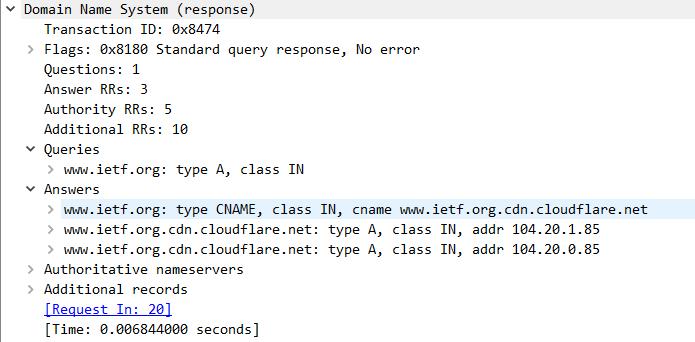 Domain Name System (response)
Transaction ID: 0x8474
Flags: 0x8180 Standard query response, No error
Questions: 1
Answer RRs: 3
Authority RRs: 5
Additional RRs: 10
Queries
www.ietf.org: type A, class IN
Answers
www.ietf.org: type CNAME, class IN, cname www.ietf.org.cdn.cloudflare.net
www.ietf.org.cdn.cloudflare.net: type A, class IN, addr 104.20.1.85
www.ietf.org.cdn.cloudflare.net: type A, class IN, addr 104.20.0.85
Authoritative nameservers
Additional records
[Request In: 20]
[Time: 0.006844000 seconds]